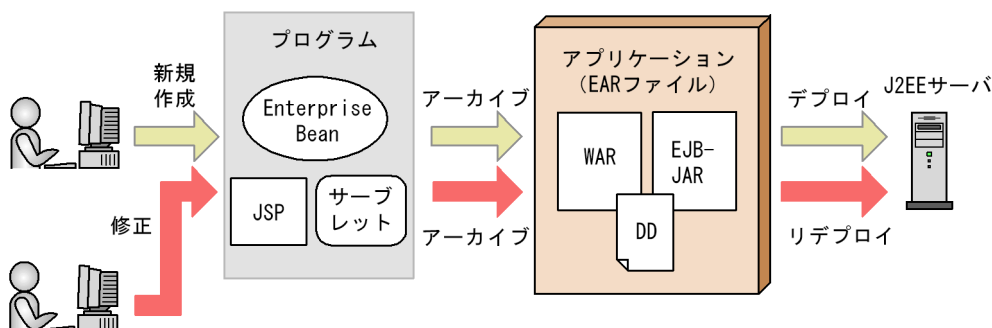 プログラム
新規
作成
Enterprise
Bean
JSP
サーブ
レット
修正
アーカイブ
アーカイブ
アプリケーション
(EARファイル)
WAR
EJB-
JAR
DD
デプロイ
リデプロイ
J2EEサーバ